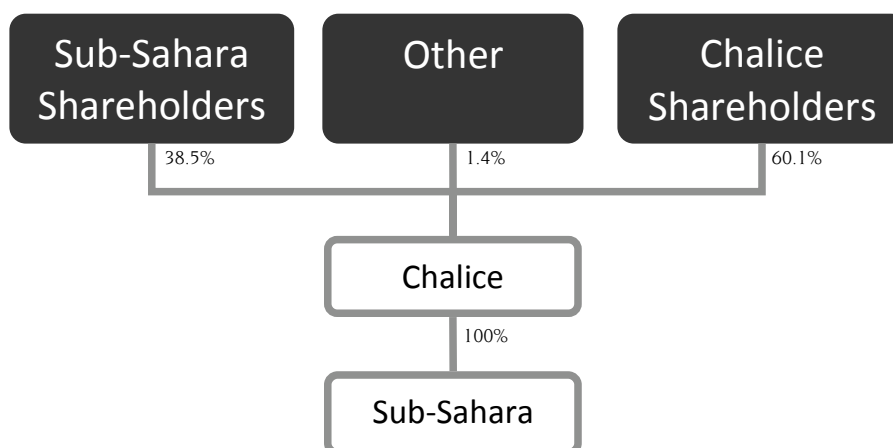 Sub-Sahara
Shareholders
Other
Chalice
Shareholders
38.5%
1.4%
60.1%
Chalice
100%
Sub-Sahara